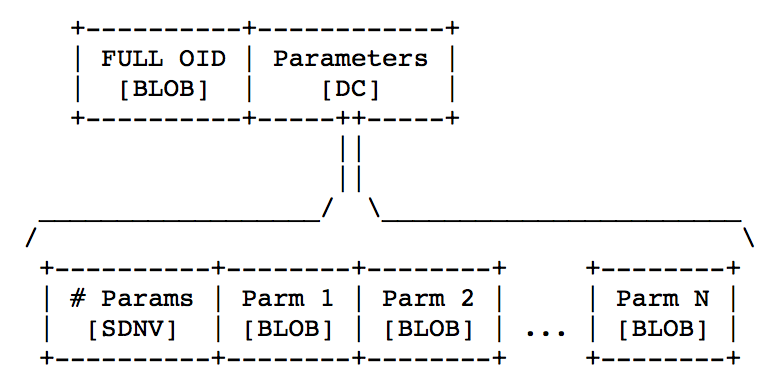 FULL OID Parameters
[BLOB] [DC]
# Params Parm 1 Parm 2 Parm N
[SDNV] [BLOB] [BLOB] ... [BLOB]